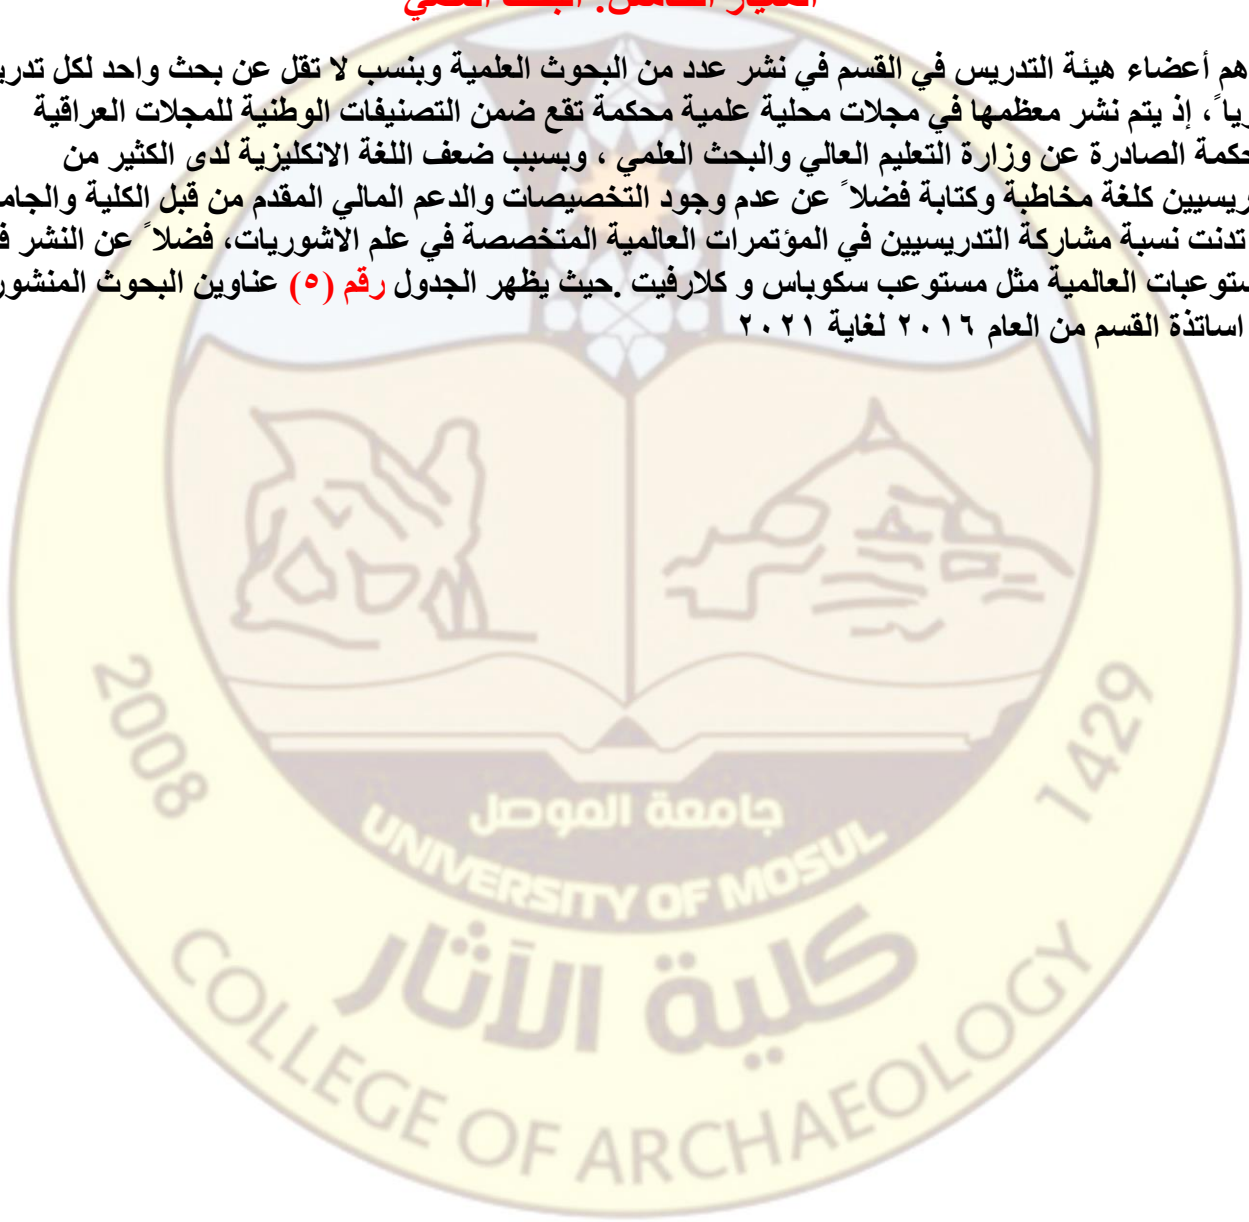 المعيار الخامس: البحث العلمي
هم أعضاء هيئة التدريس في القسم في نشر عدد من البحوث العلمية وبنسب لا تقل عن بحث واحد لكل تدري
رياً، إذ يتم نشر معظمها في مجلات محلية علمية محكمة تقع ضمن التصنيفات الوطنية للمجلات العراقية
حكمة الصادرة عن وزارة التعليم العالي والبحث العلمي ، وبسبب ضعف اللغة الانكليزية لدى الكثير من
ريسيين كلغة مخاطبة وكتابة فضلاً عن عدم وجود التخصيصات والدعم المالي المقدم من قبل الكلية والجام
تدنت نسبة مشاركة التدريسيين في المؤتمرات العالمية المتخصصة في علم الاشوريات، فضلاً عن النشر ف
ستوعبات العالمية مثل مستوعب سكوباس و كلارفيت .حيث يظهر الجدول رقم (٥) عناوين البحوث المنشور
اساتذة القسم من العام ٢٠١٦ لغاية ٢٠٢١
2008
1429
جامعة الموصل
UNIVERSITY OF MOSUL
كلية الآثار
COLLEGE OF ARCHAEOLOGY